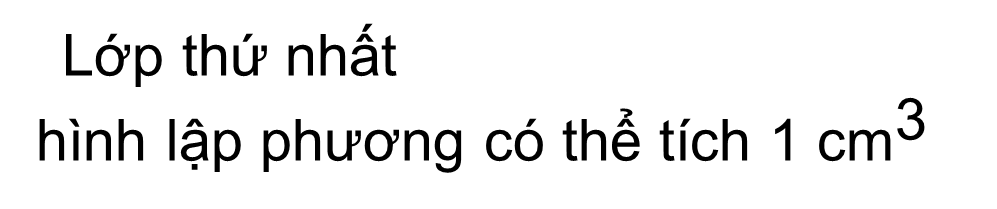 Lớp thứ nhất
hình lập phương có thể tích 1 cm³